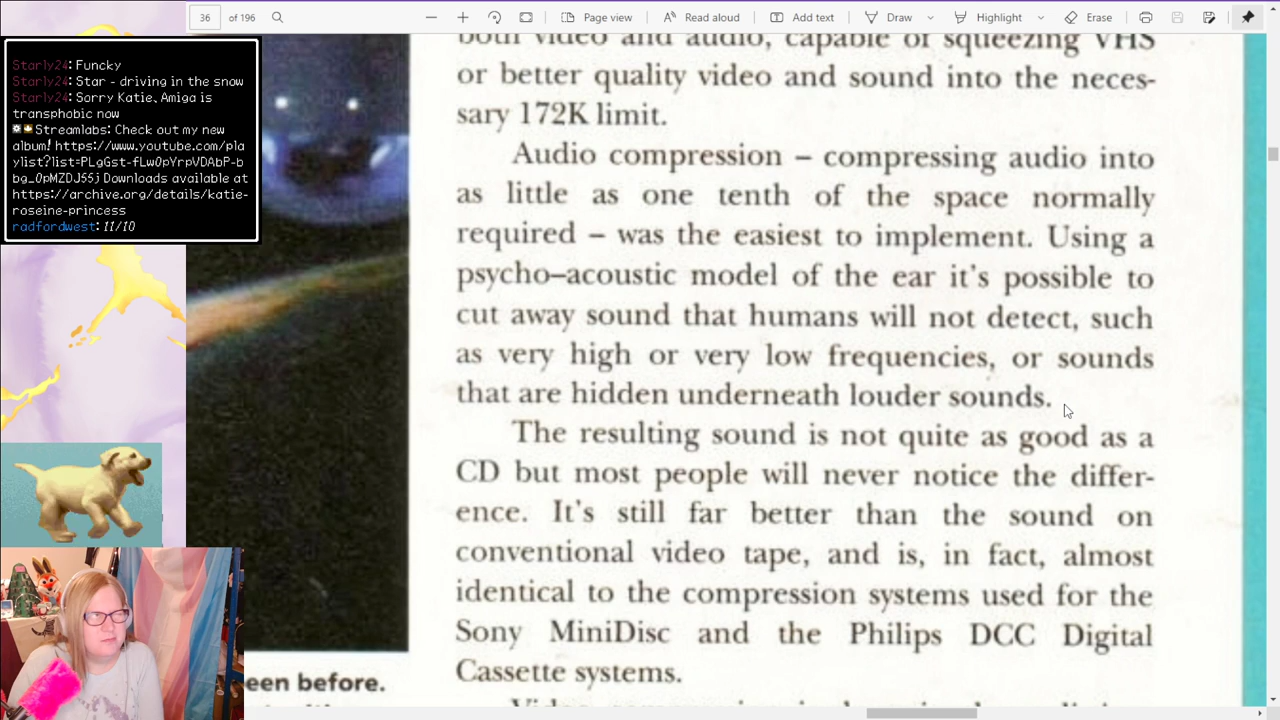 36 of 196
Page view
Read aloud
Add text
Draw
Highlight
Erase
Starly24: Funcky
Starly24: Star - driving in the snow
Starly24: Sorry Katie, Amiga is
transphobic now
Streamlabs: Check out my new
album! https://www.youtube.com/pla
Downloads available at
https://archive.org/details/katie-
roseine-princess
radfordwest: 11/10
both video and audio, capable of squeezing VHS
or better quality video and sound into the neces-
sary 172K limit.
Audio compression – compressing audio into
as little as one tenth of the space normally
required – was the easiest to implement. Using a
psycho–acoustic model of the ear it's possible to
cut away sound that humans will not detect, such
as very high or very low frequencies, or sounds
that are hidden underneath louder sounds.
The resulting sound is not quite as good as a
CD but most people will never notice the differ-
ence. It's still far better than the sound on
conventional video tape, and is, in fact, almost
identical to the compression systems used for the
Sony MiniDisc and the Philips DCC Digital
Cassette systems.
een before.